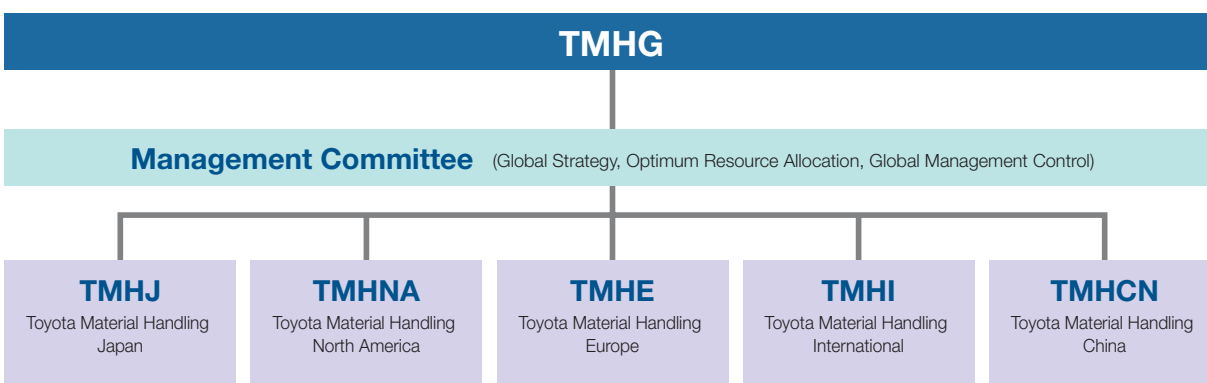 TMHG
Management Committee (Global Strategy, Optimum Resource Allocation, Global Management Control)
TMHJ
Toyota Material Handling
Japan
TMHNA
Toyota Material Handling
North America
TMHE
Toyota Material Handling
Europe
TMHI
Toyota Material Handling
International
TMHCN
Toyota Material Handling
China